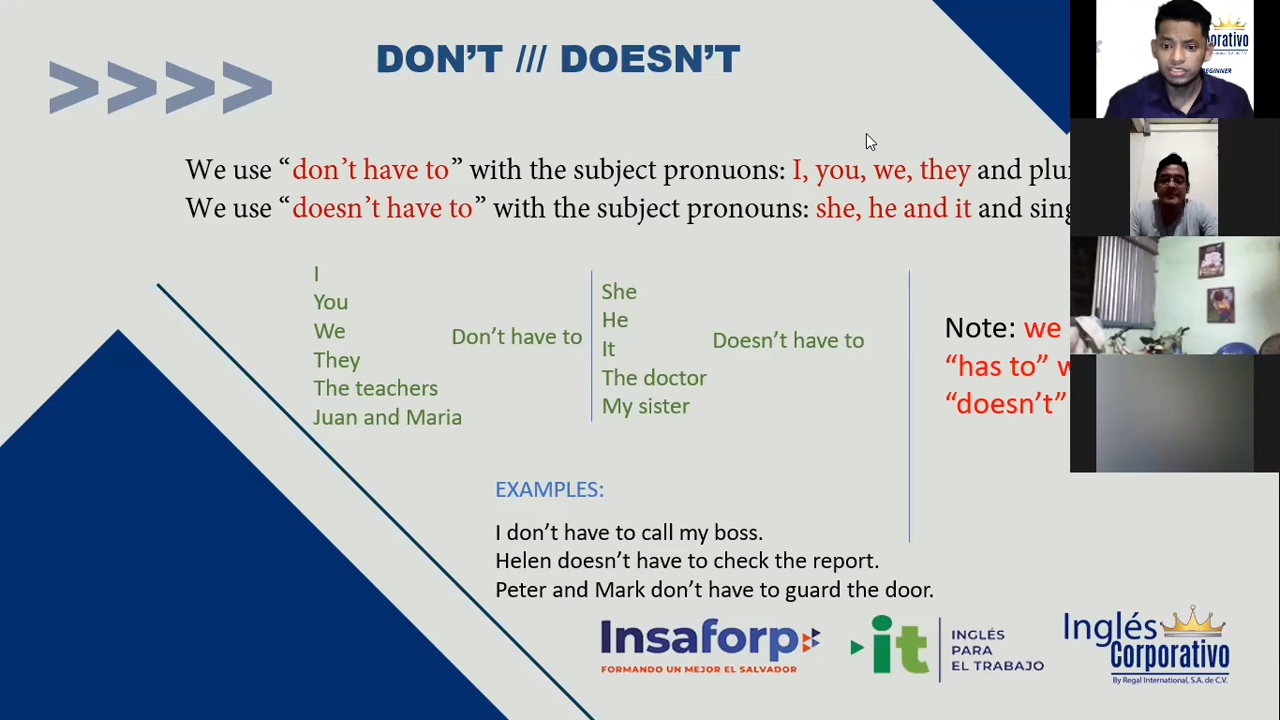 DON’T /// DOESN’T
>>>>
We use “don’t have to” with the subject pronuons: I, you, we, they and
We use “doesn’t have to” with the subject pronouns: she, he and it and
I
You
We
They
The teachers
Juan and Maria
Don’t have to
She
He
It
The doctor
My sister
Doesn’t have to
Note: we
“has to”
“doesn’t”
EXAMPLES:
I don’t have to call my boss.
Helen doesn’t have to check the report.
Peter and Mark don’t have to guard the door.
Insaforp
FORMANDO UN MEJOR EL SALVADOR
it
INGLÉS
PARA
EL TRABAJO
Inglés
Corporativo
By Regal International, S.A. de C.V.
BEGINNER